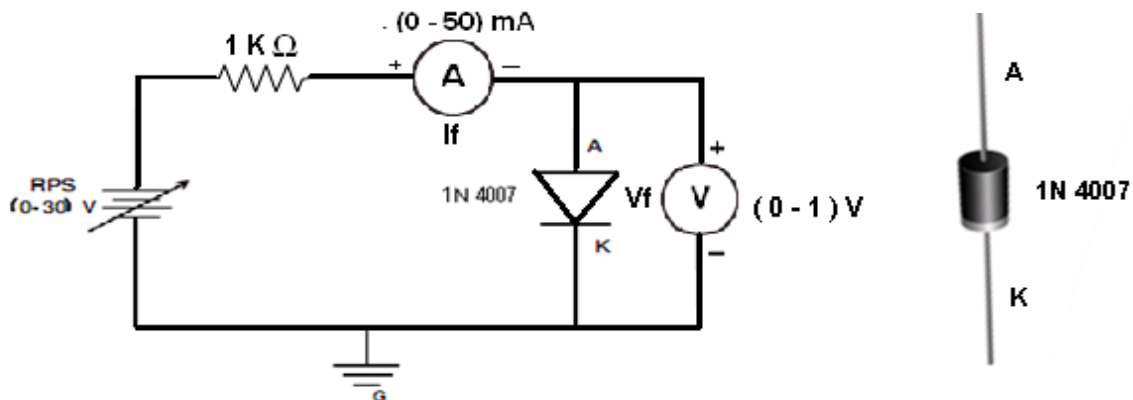 . (0 - 50) mA
1 K Ω
+ A −
If
A
RPS
(0-30) V
1N 4007
Vf
+
V
−
( 0 - 1 ) V
K
G
A
1N 4007
K